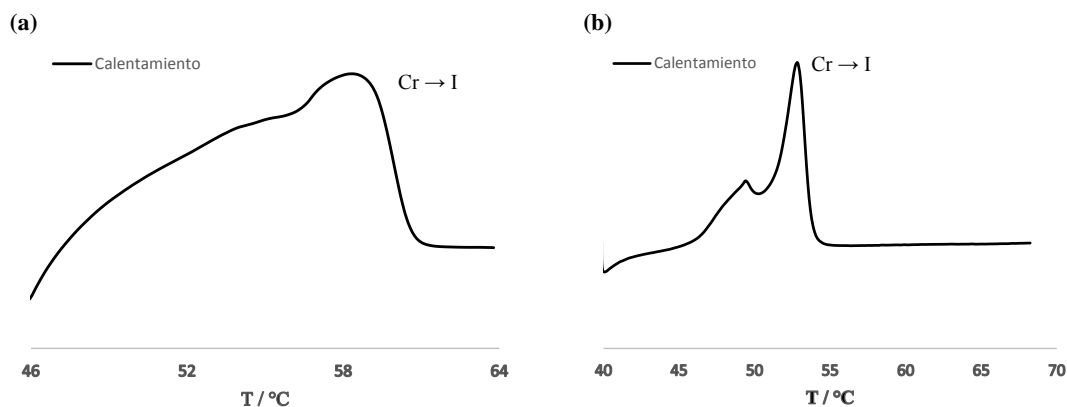 (a)
Calentamiento
Cr → I
46 52 58 64
T / °C
(b)
Calentamiento
Cr → I
40 45 50 55 60 65 70
T / °C